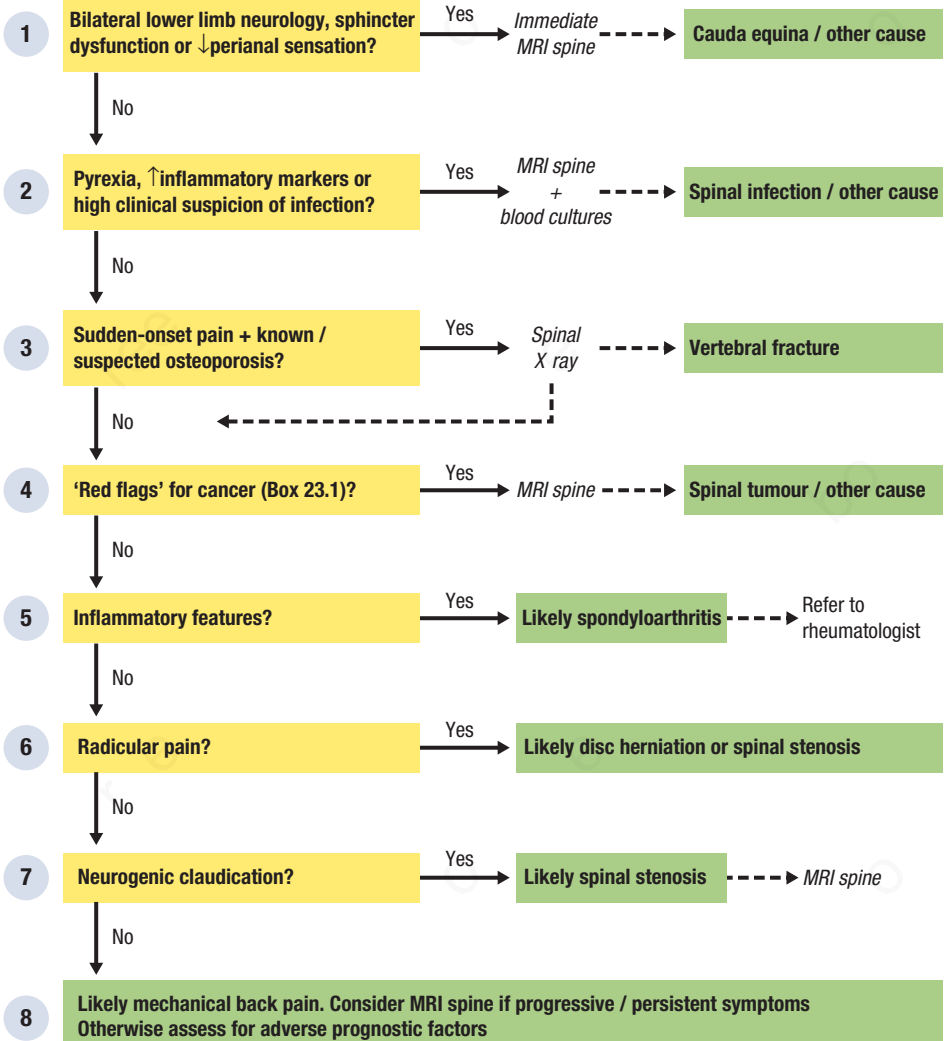 1
Bilateral lower limb neurology, sphincter
dysfunction or ↓perianal sensation?
Yes
Immediate
MRI spine
Cauda equina / other cause
No
2
Pyrexia, ↑inflammatory markers or
high clinical suspicion of infection?
Yes
MRI spine
+
blood cultures
Spinal infection / other cause
No
3
Sudden-onset pain + known /
suspected osteoporosis?
Yes
Spinal
X ray
Vertebral fracture
No
4
‘Red flags’ for cancer (Box 23.1)?
Yes
MRI spine
Spinal tumour / other cause
No
5
Inflammatory features?
Yes
Likely spondyloarthritis
Refer to
rheumatologist
No
6
Radicular pain?
Yes
Likely disc herniation or spinal stenosis
No
7
Neurogenic claudication?
Yes
Likely spinal stenosis
MRI spine
No
8
Likely mechanical back pain. Consider MRI spine if progressive / persistent symptoms
Otherwise assess for adverse prognostic factors